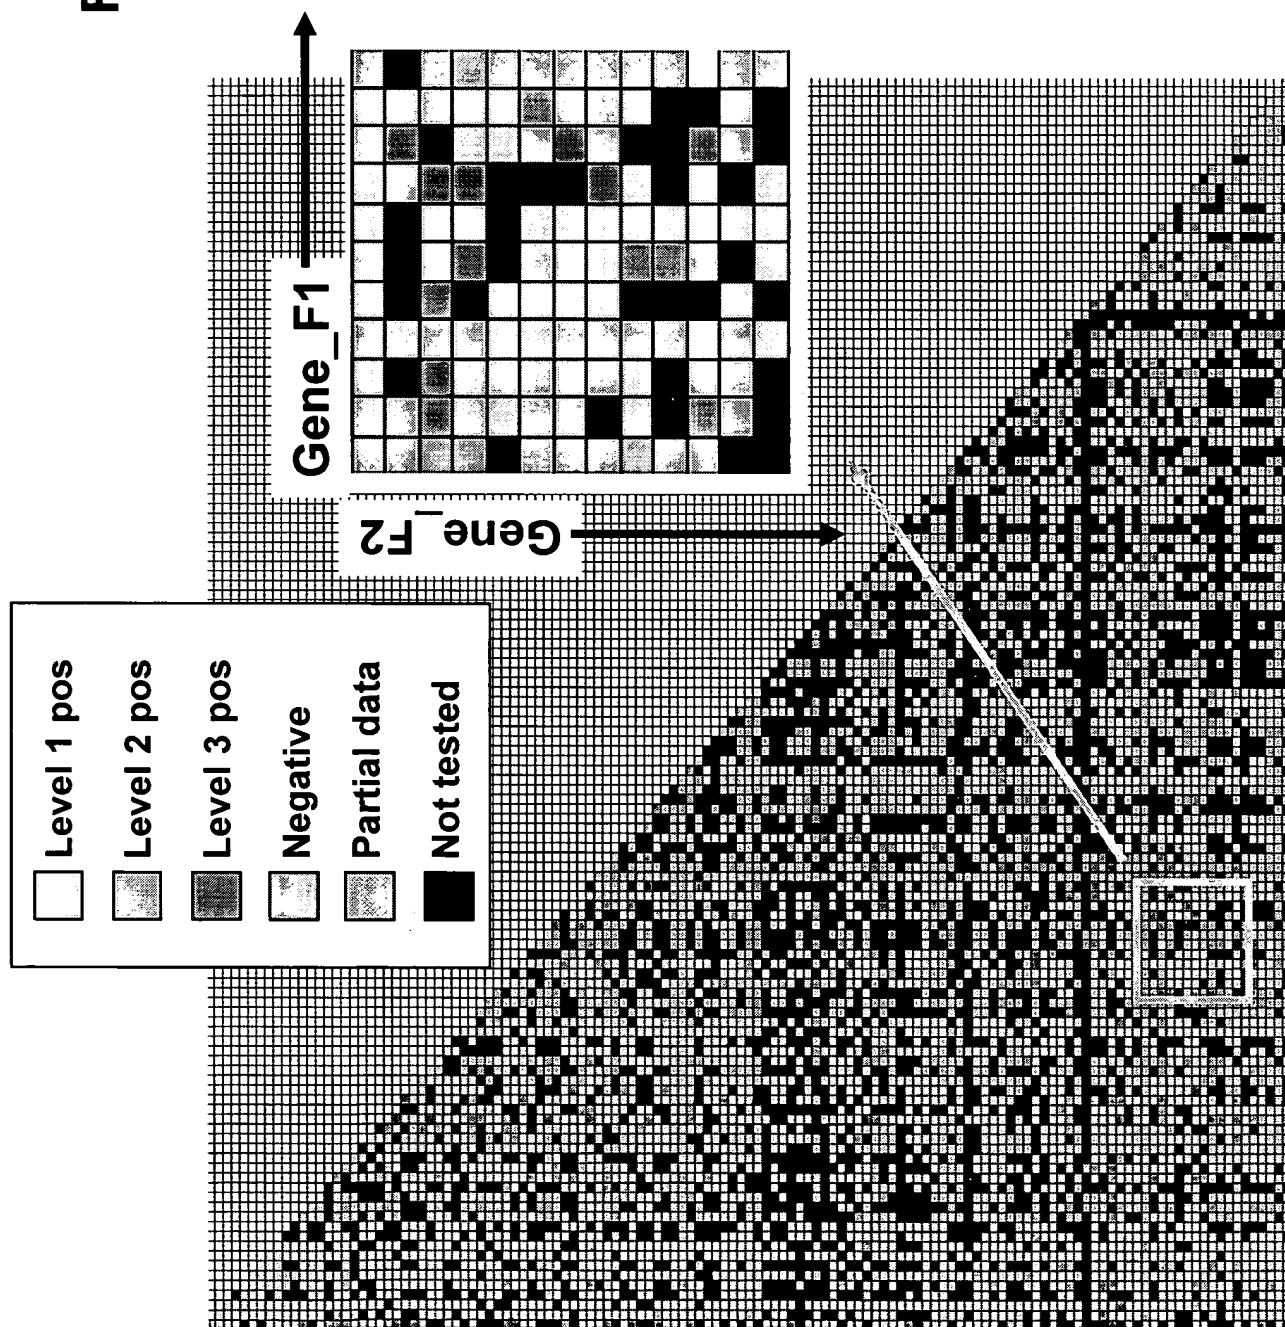 Level 1 pos
Level 2 pos
Level 3 pos
Negative
Partial data
Not tested
Gene_F1
Gene_F2